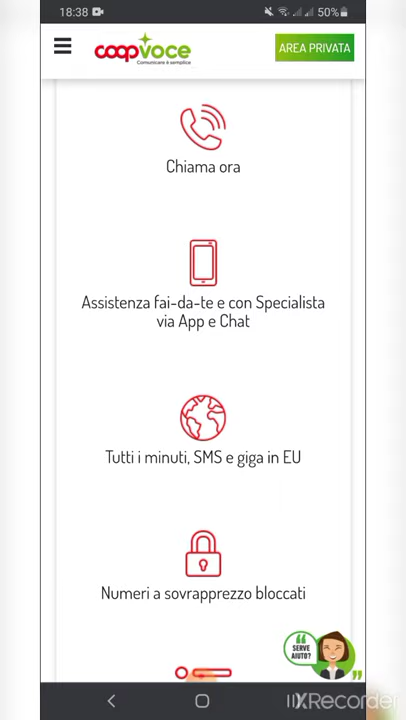 18:38
50%
coopvoce
Comunicare è semplice
AREA PRIVATA
Chiama ora
Assistenza fai-da-te e con Specialista
via App e Chat
Tutti i minuti, SMS e giga in EU
Numeri a sovrapprezzo bloccati
SERVE
AIUTO?
XRecorder